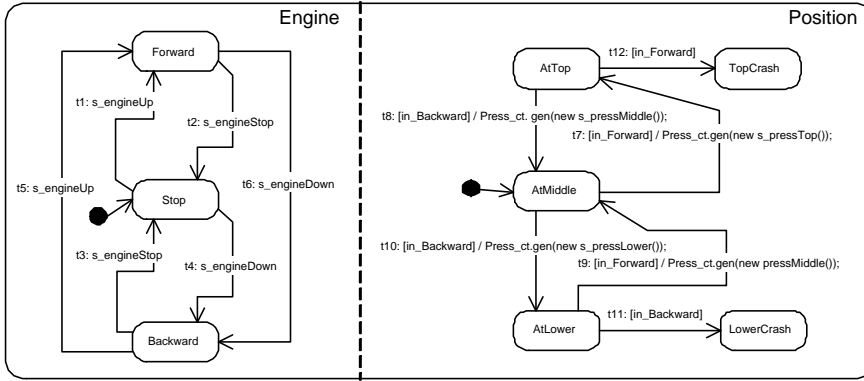 Engine
Position
Forward
t12: [in_Forward]
AtTop
TopCrash
t1: s_engineUp
t2: s_engineStop
t8: [in_Backward] / Press_ct. gen(new s_pressMiddle());
t7: [in_Forward] / Press_ct.gen(new s_pressTop());
t5: s_engineUp
t6: s_engineDown
Stop
AtMiddle
t3: s_engineStop
t4: s_engineDown
t10: [in_Backward] / Press_ct.gen(new s_pressLower());
t9: [in_Forward] / Press_ct.gen(new pressMiddle());
t11: [in_Backward]
Backward
AtLower
LowerCrash